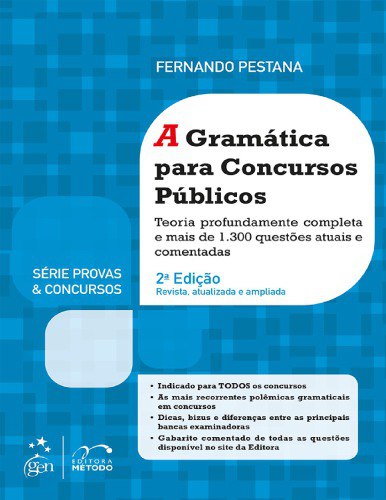 FERNANDO PESTANA
A Gramática
para Concursos
Públicos
Teoria profundamente completa
e mais de 1.300 questões atuais e
comentadas
2ª Edição
Revista, atualizada e ampliada
SÉRIE PROVAS
& CONCURSOS
• Indicado para TODOS os concursos
• As mais recorrentes polêmicas gramaticais
em concursos
• Dicas, bizus e diferenças entre as principais
bancas examinadoras
• Gabarito comentado de todas as questões
disponível no site da Editora
gen
EDITORA
MÉTODO